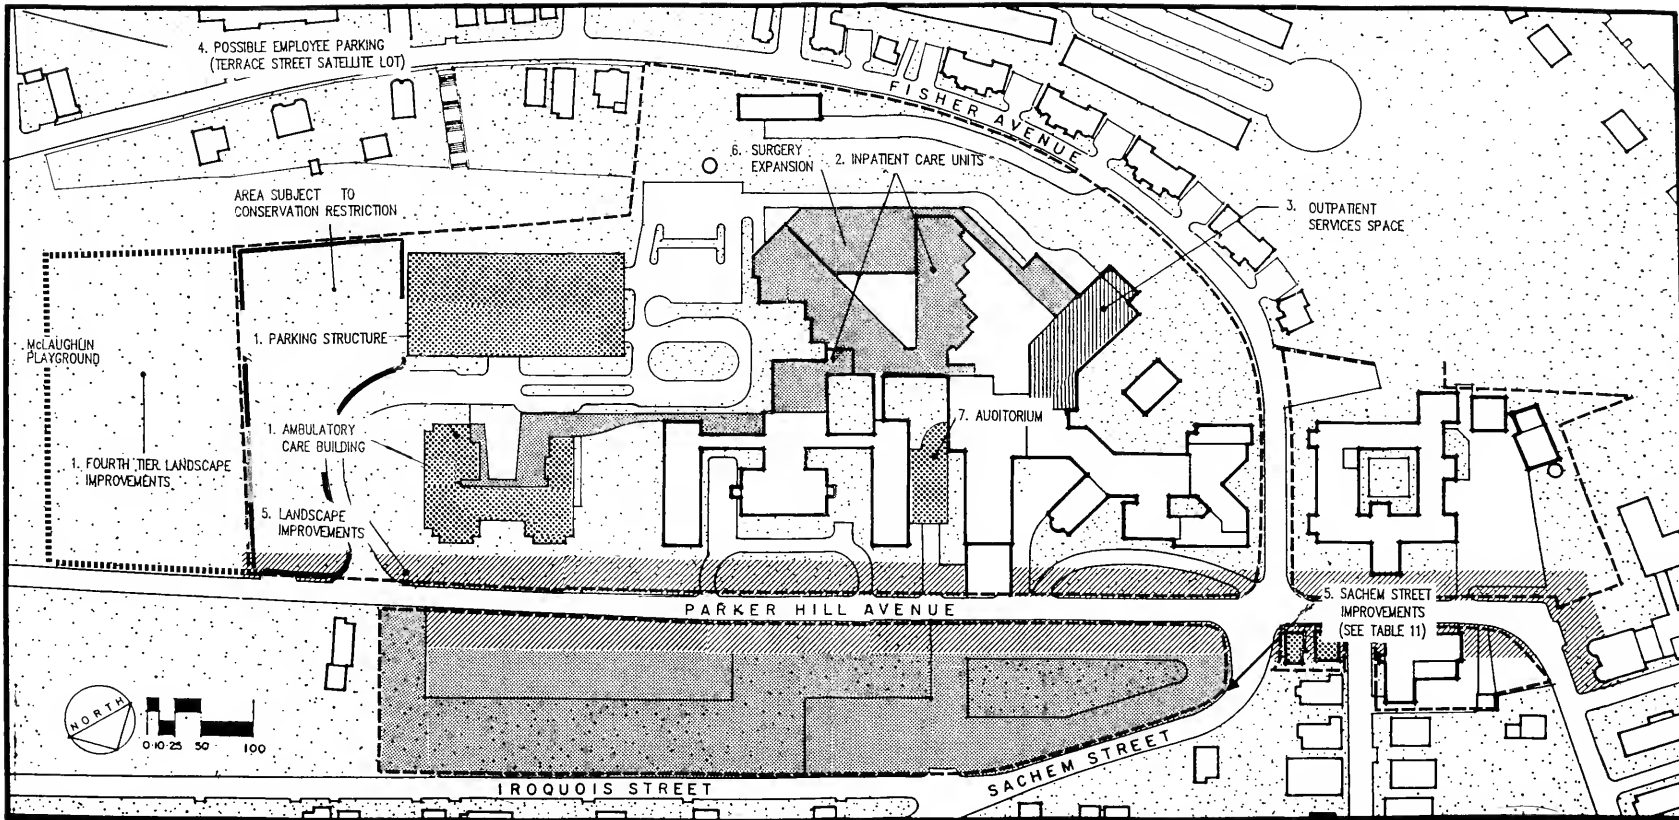 4. POSSIBLE EMPLOYEE PARKING
(TERRACE STREET SATELLITE LOT)
FISHER AVENUE
6. SURGERY
EXPANSION
2. INPATIENT CARE UNITS
AREA SUBJECT TO
CONSERVATION RESTRICTION
3. OUTPATIENT
SERVICES SPACE
1. PARKING STRUCTURE
McLAUGHLIN
PLAYGROUND
7. AUDITORIUM
1. AMBULATORY
CARE BUILDING
1. FOURTH TIER LANDSCAPE
IMPROVEMENTS
5. LANDSCAPE
IMPROVEMENTS
PARKER HILL AVENUE
5. SACHEM STREET
IMPROVEMENTS
(SEE TABLE 11)
NORTH
0 10 25 50 100
SACHEM STREET
IROQUOIS STREET